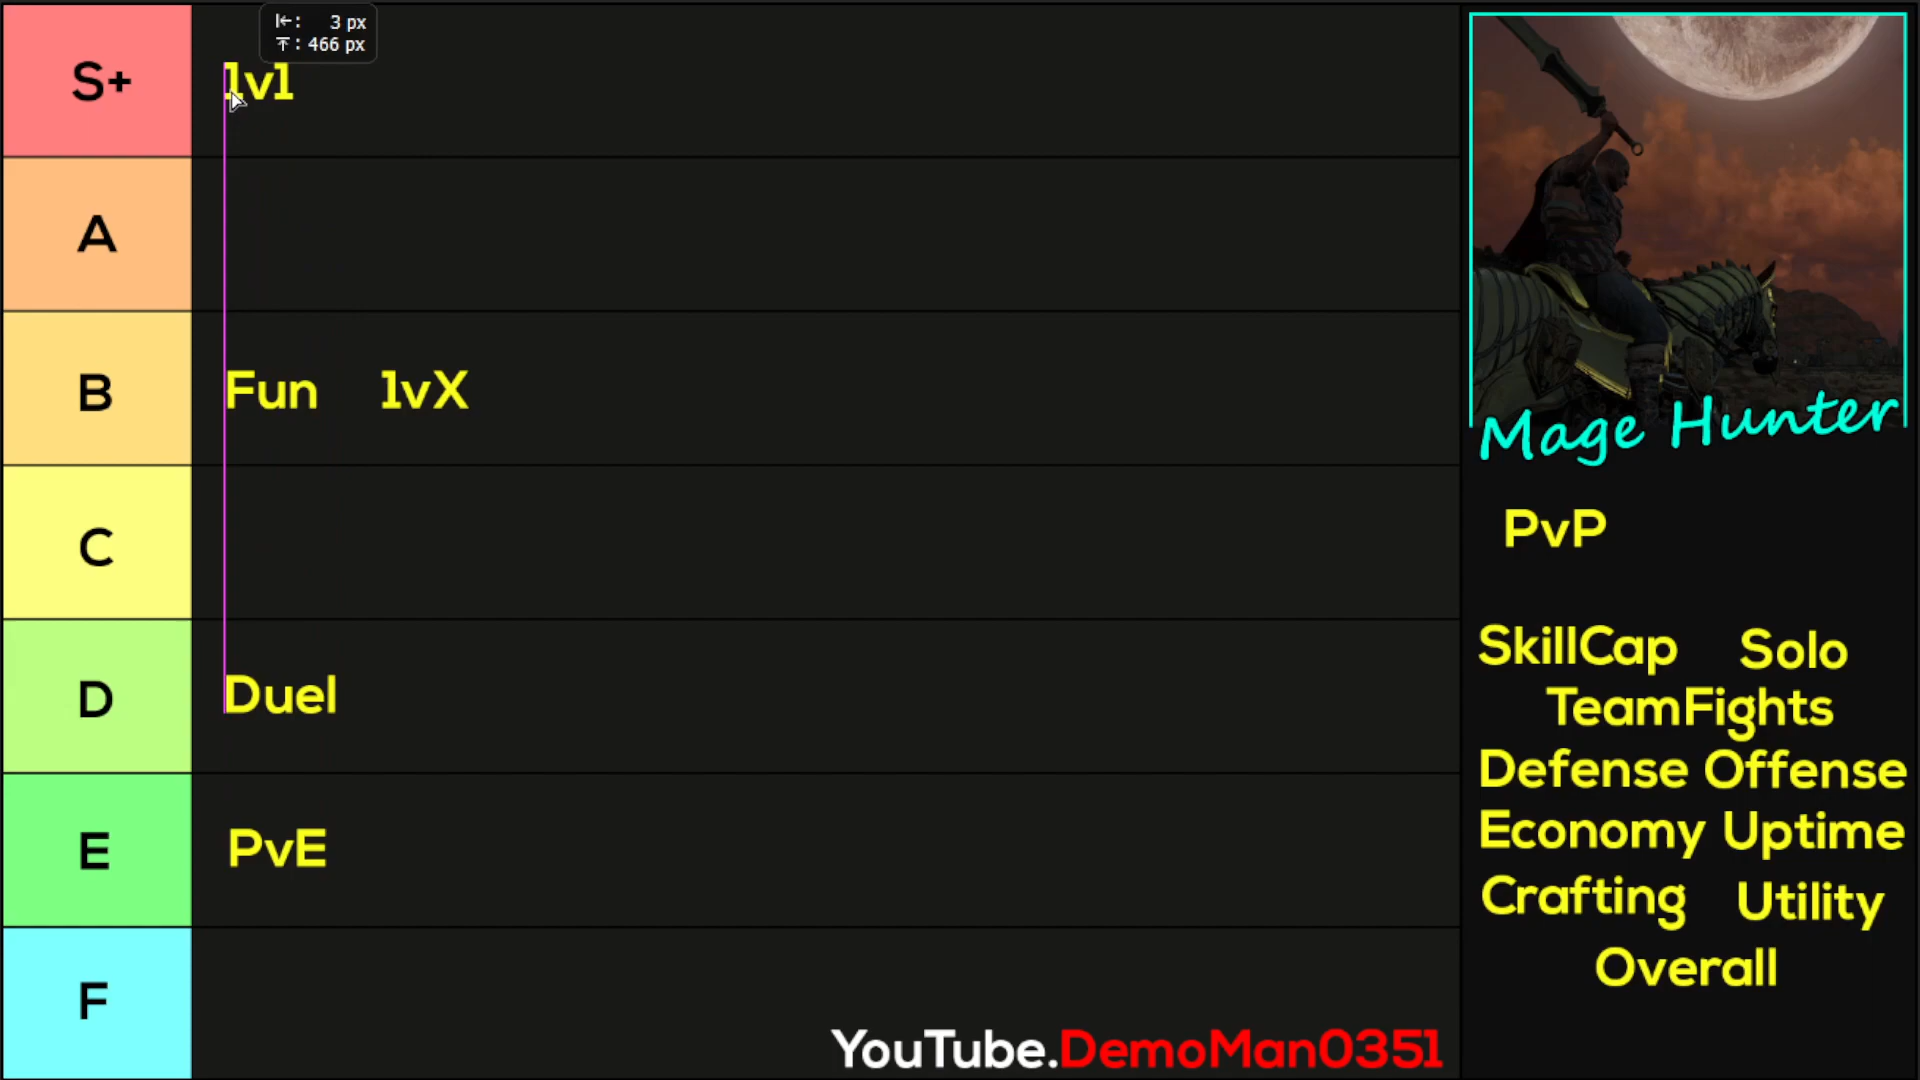 |←: 3 px
↑: 466 px
S+
1v1
A
B
Fun 1vX
C
D
Duel
E
PvE
F
Mage Hunter
PvP
SkillCap Solo
TeamFights
Defense Offense
Economy Uptime
Crafting Utility
Overall
YouTube.DemoMan0351